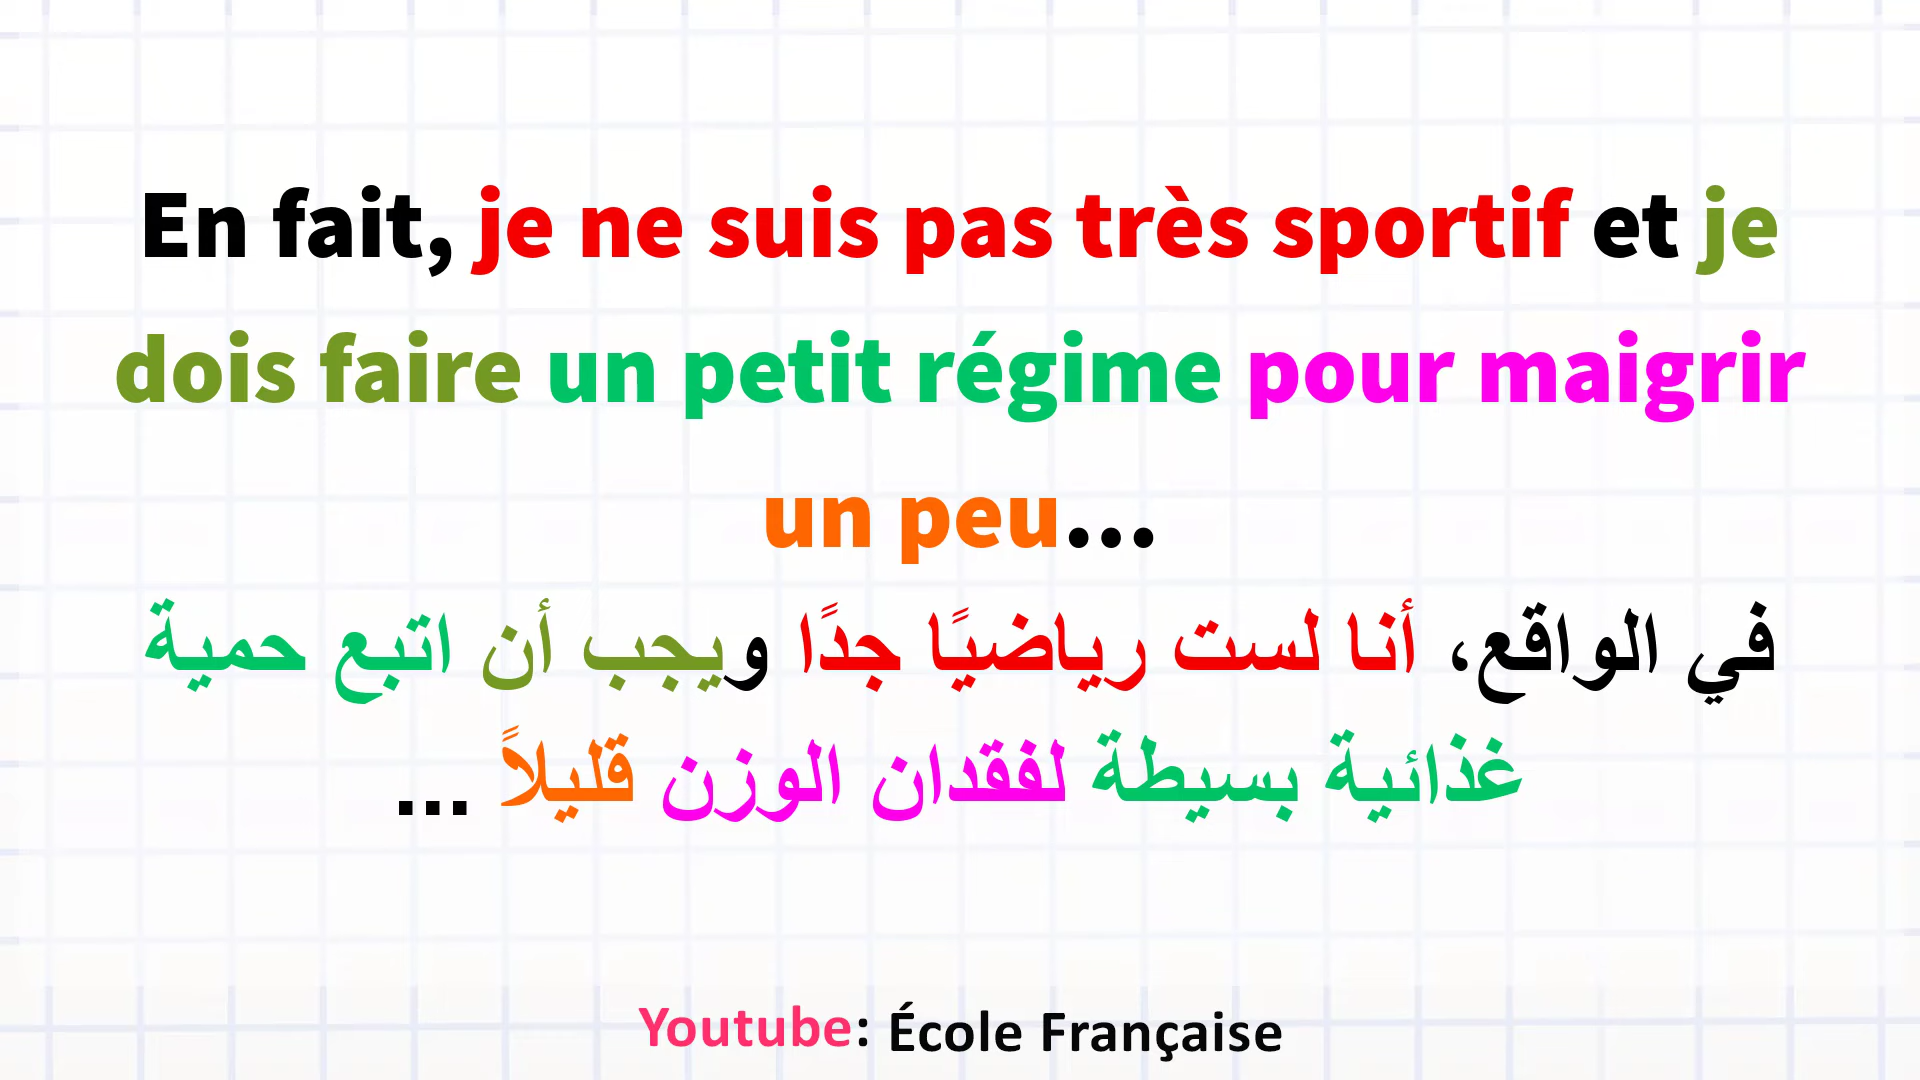 En fait, je ne suis pas très sportif et je
dois faire un petit régime pour maigrir
un peu...
في الواقع، أنا لست رياضيًا جدًا ويجب أن اتبع حمية
غذائية بسيطة لفقدان الوزن قليلاً ...
Youtube: École Française